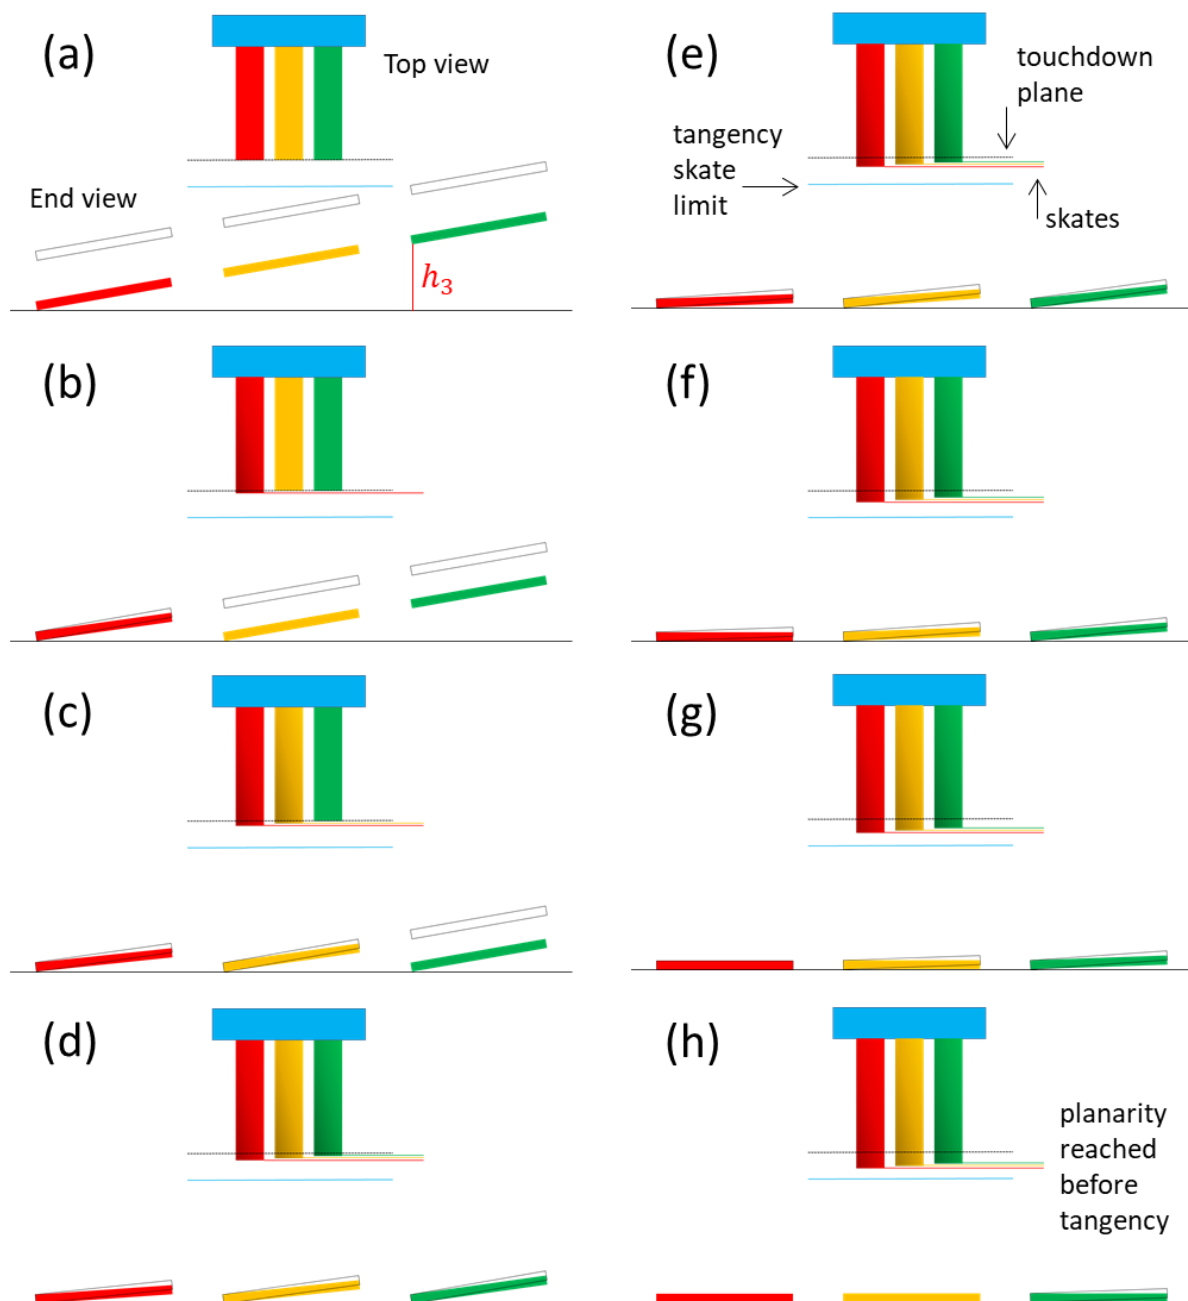 (a)
Top view
End view
h₃
(b)
(c)
(d)
(e)
touchdown
plane
tangency
skate
limit
skates
(f)
(g)
(h)
planarity
reached
before
tangency